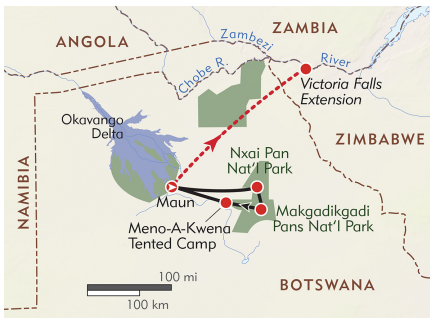 ANGOLA
ZAMBIA
Zambezi
River
Chobe R.
Victoria Falls
Extension
Okavango
Delta
ZIMBABWE
Nxai Pan
Nat'l Park
NAMIBIA
Maun
Makgadikgadi
Pans Nat'l Park
Meno-A-Kwena
Tented Camp
BOTSWANA
100 mi
100 km